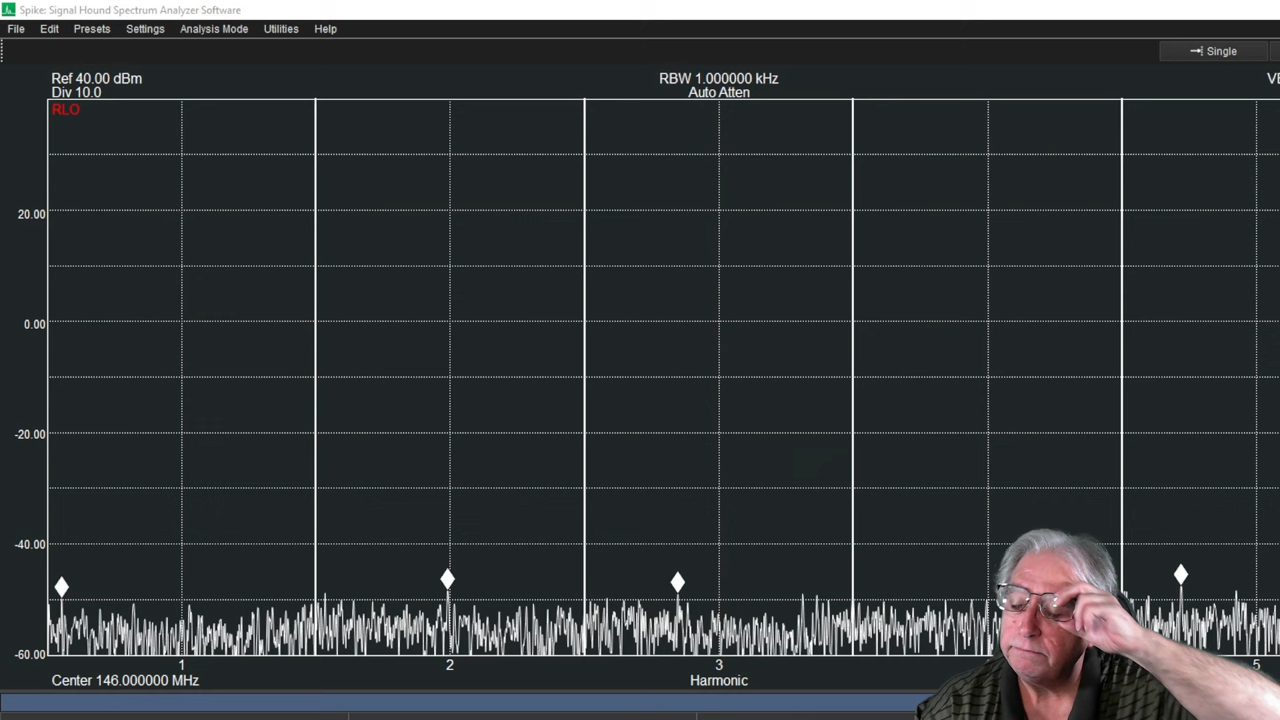 Spike: Signal Hound Spectrum Analyzer Software
File Edit Presets Settings Analysis Mode Utilities Help
Single
Ref 40.00 dBm
RBW 1.000000 kHz
Div 10.0
Auto Atten
RLO
20.00
0.00
-20.00
-40.00
-60.00
1 2 3 5
Center 146.000000 MHz
Harmonic